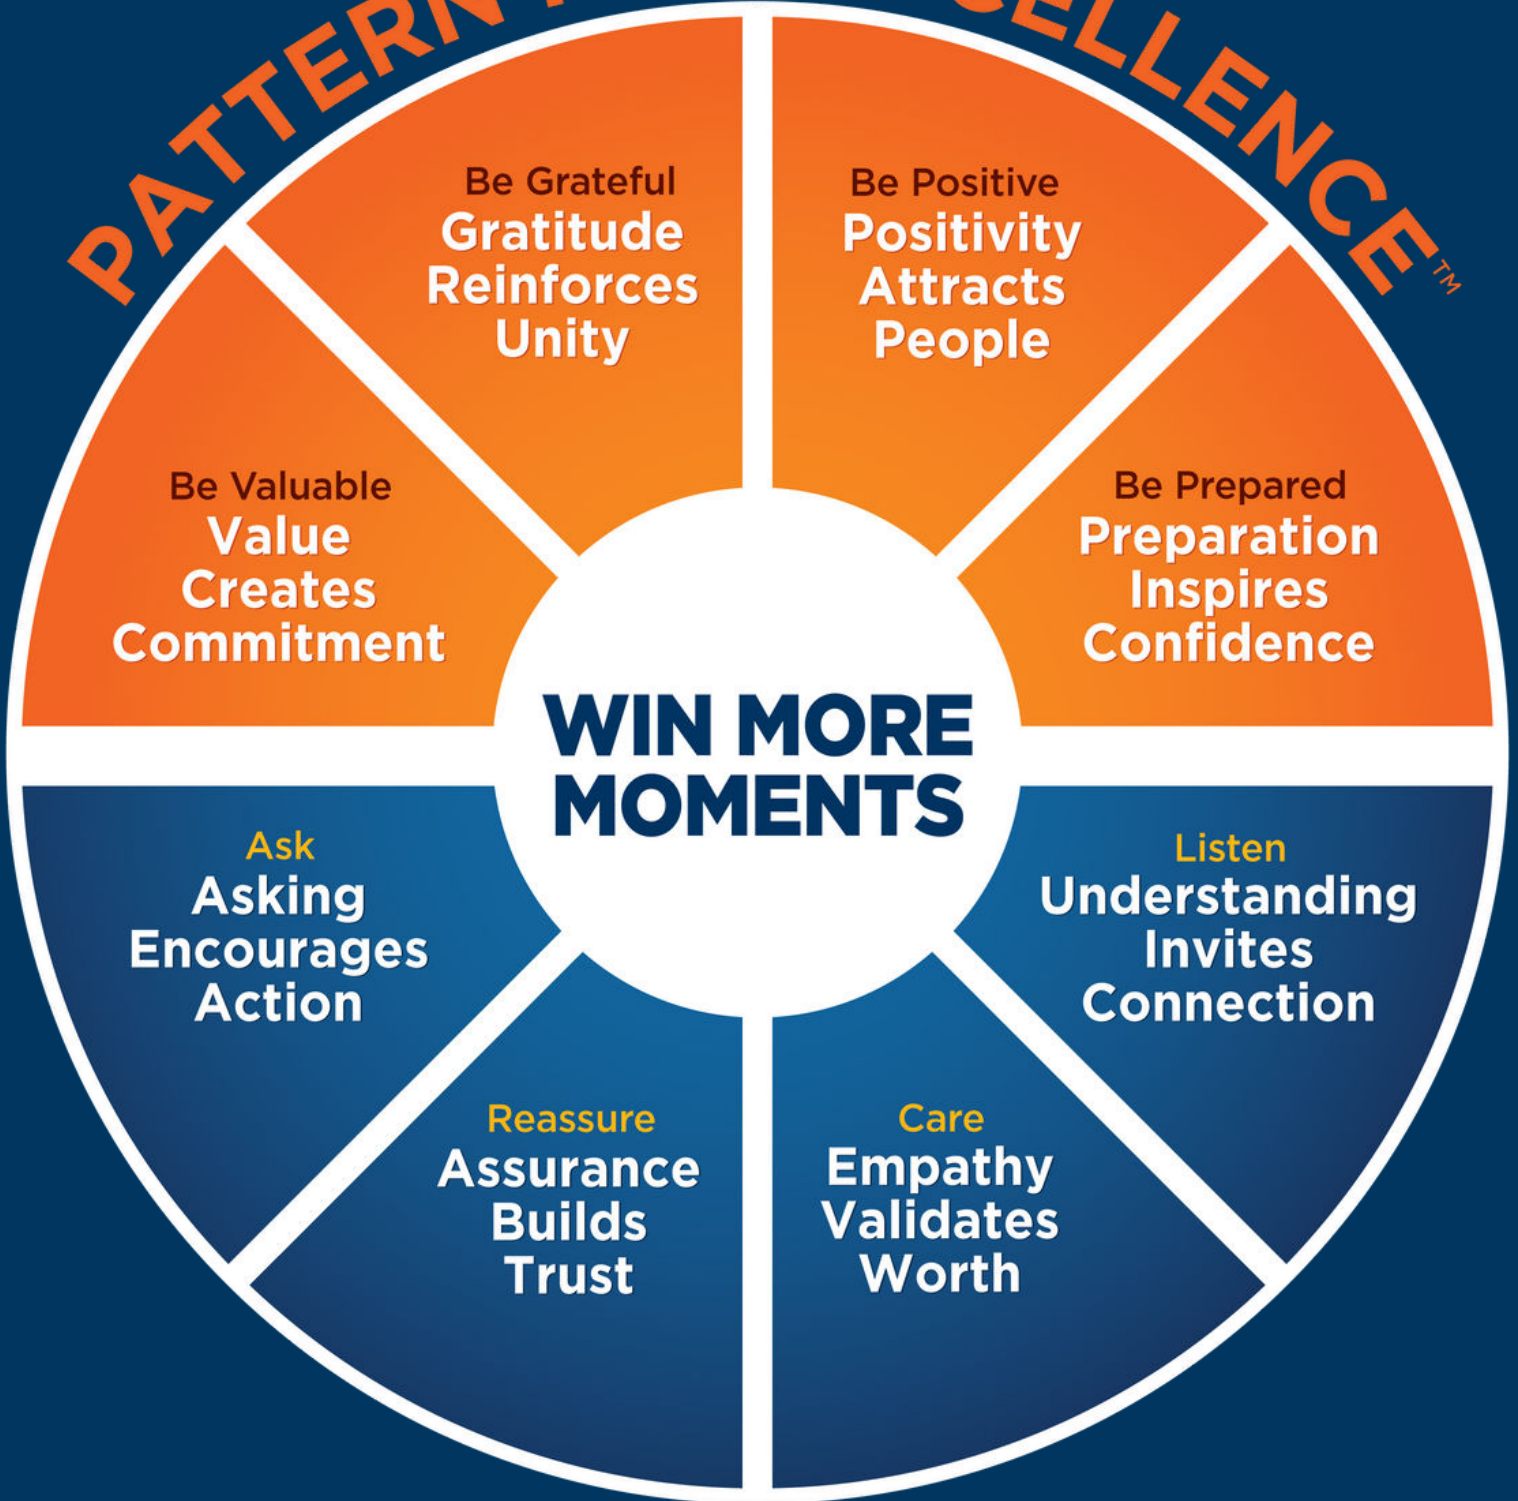 PATTERN
CELLENCE™
Be Grateful
Gratitude
Reinforces
Unity
Be Positive
Positivity
Attracts
People
Be Valuable
Value
Creates
Commitment
Be Prepared
Preparation
Inspires
Confidence
WIN MORE
MOMENTS
Ask
Asking
Encourages
Action
Listen
Understanding
Invites
Connection
Reassure
Assurance
Builds
Trust
Care
Empathy
Validates
Worth